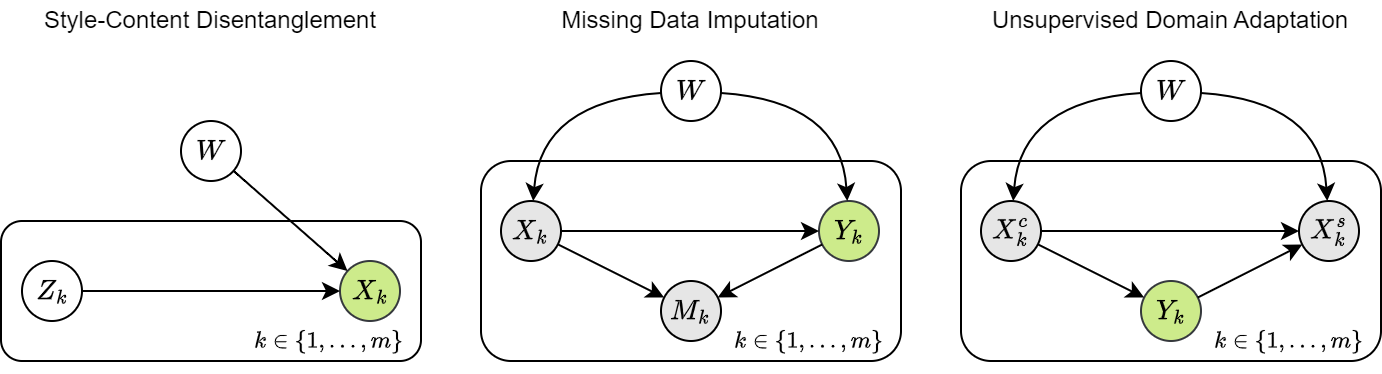 Style-Content Disentanglement
W
Z_k
X_k
k ∈ {1, . . . , m}
Missing Data Imputation
W
X_k
Y_k
M_k
k ∈ {1, . . . , m}
Unsupervised Domain Adaptation
W
X_k^c
X_k^s
Y_k
k ∈ {1, . . . , m}